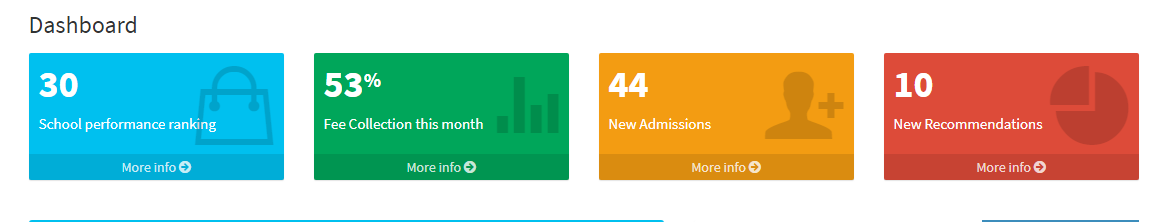 Dashboard
30
School performance ranking
More info
53%
Fee Collection this month
More info
44
New Admissions
More info
10
New Recommendations
More info